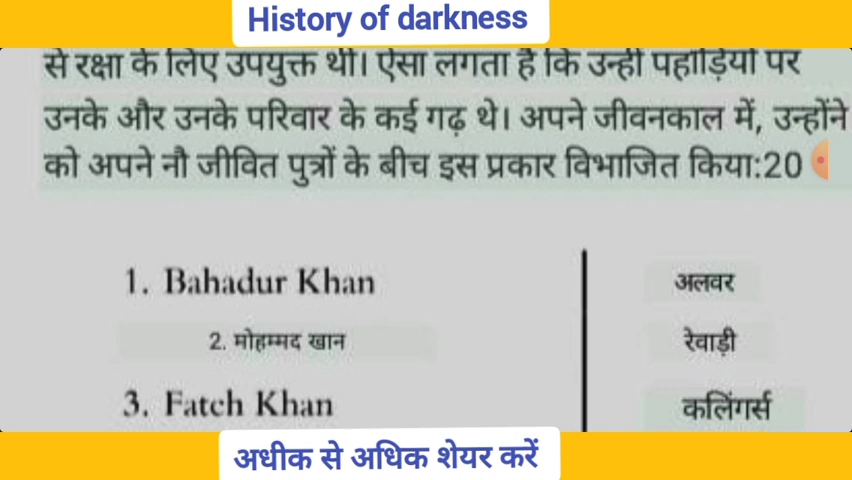 History of darkness
से रक्षा के लिए उपयुक्त थी। ऐसा लगता है कि उन्हीं पहाड़ियों पर
उनके और उनके परिवार के कई गढ़ थे। अपने जीवनकाल में, उन्होंने
को अपने नौ जीवित पुत्रों के बीच इस प्रकार विभाजित किया:20
1. Bahadur Khan
अलवर
2. मोहम्मद खान
रेवाड़ी
3. Fateh Khan
कलिंगर्स
अधीक से अधिक शेयर करें